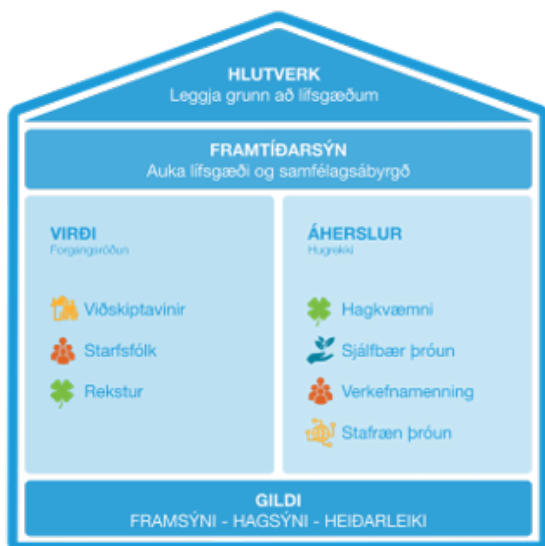 HLUTVERK
Leggja grunn að lífsgæðum
FRAMTÍÐARSÝN
Auka lífsgæði og samfélagsábyrgð
VIRÐI
Forgangsröðun
Viðskiptavinir
Starfsfólk
Rekstur
ÁHERSLUR
Hugrekki
Hagkvæmni
Sjálfbær þróun
Verkefnamenning
Stafræn þróun
GILDI
FRAMSÝNI - HAGSÝNI - HEIÐARLEIKI